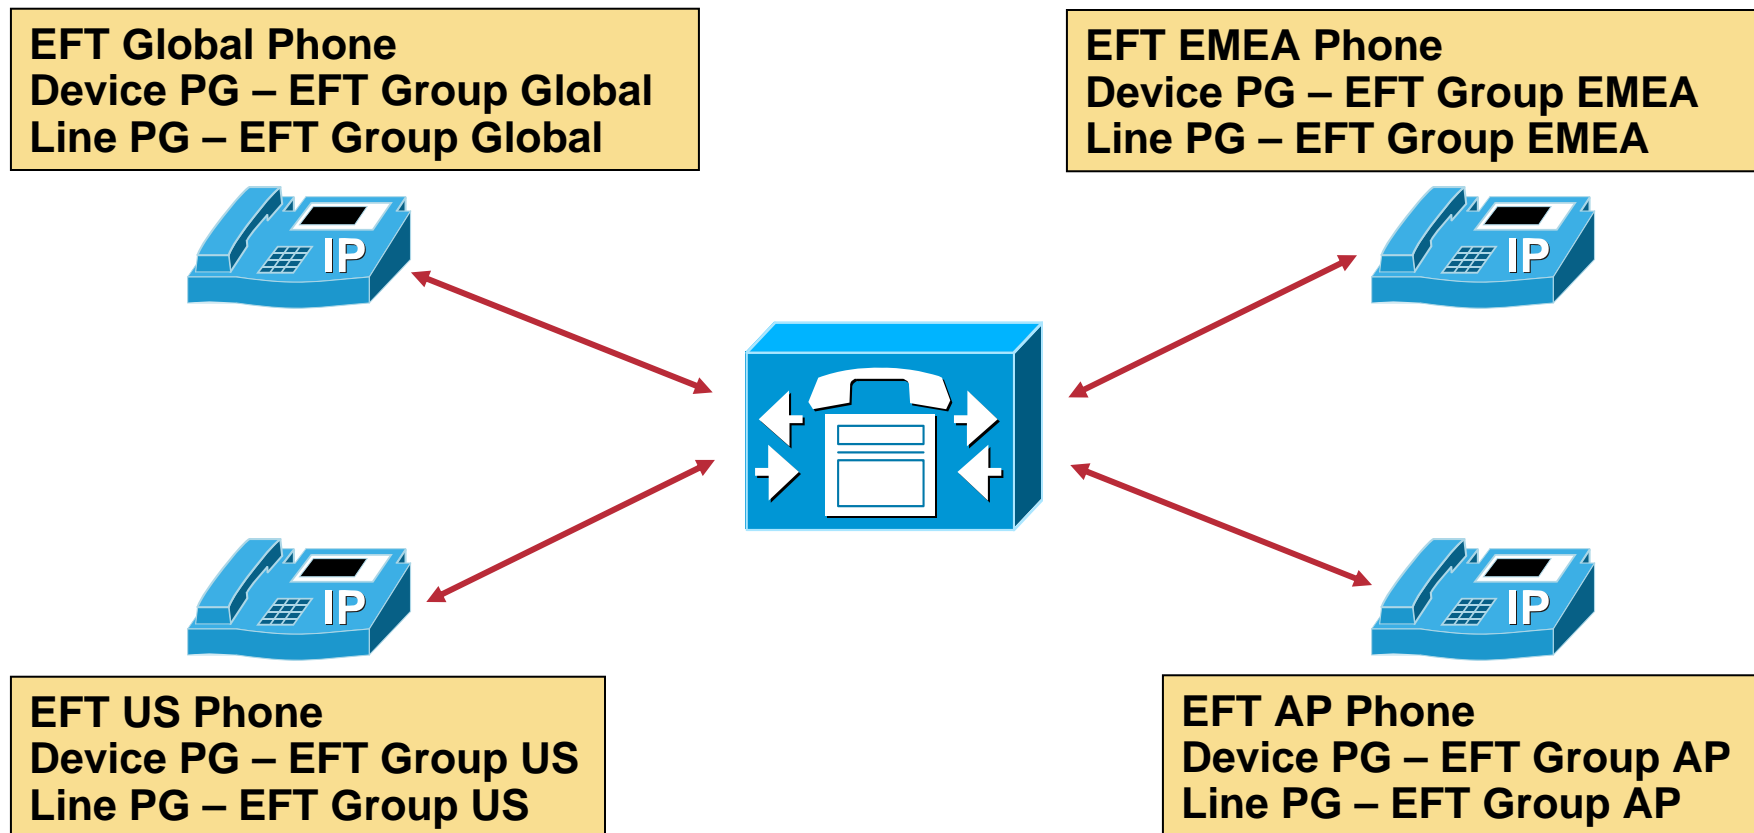 EFT Global Phone
Device PG – EFT Group Global
Line PG – EFT Group Global
EFT EMEA Phone
Device PG – EFT Group EMEA
Line PG – EFT Group EMEA
IP
IP
IP
IP
EFT US Phone
Device PG – EFT Group US
Line PG – EFT Group US
EFT AP Phone
Device PG – EFT Group AP
Line PG – EFT Group AP